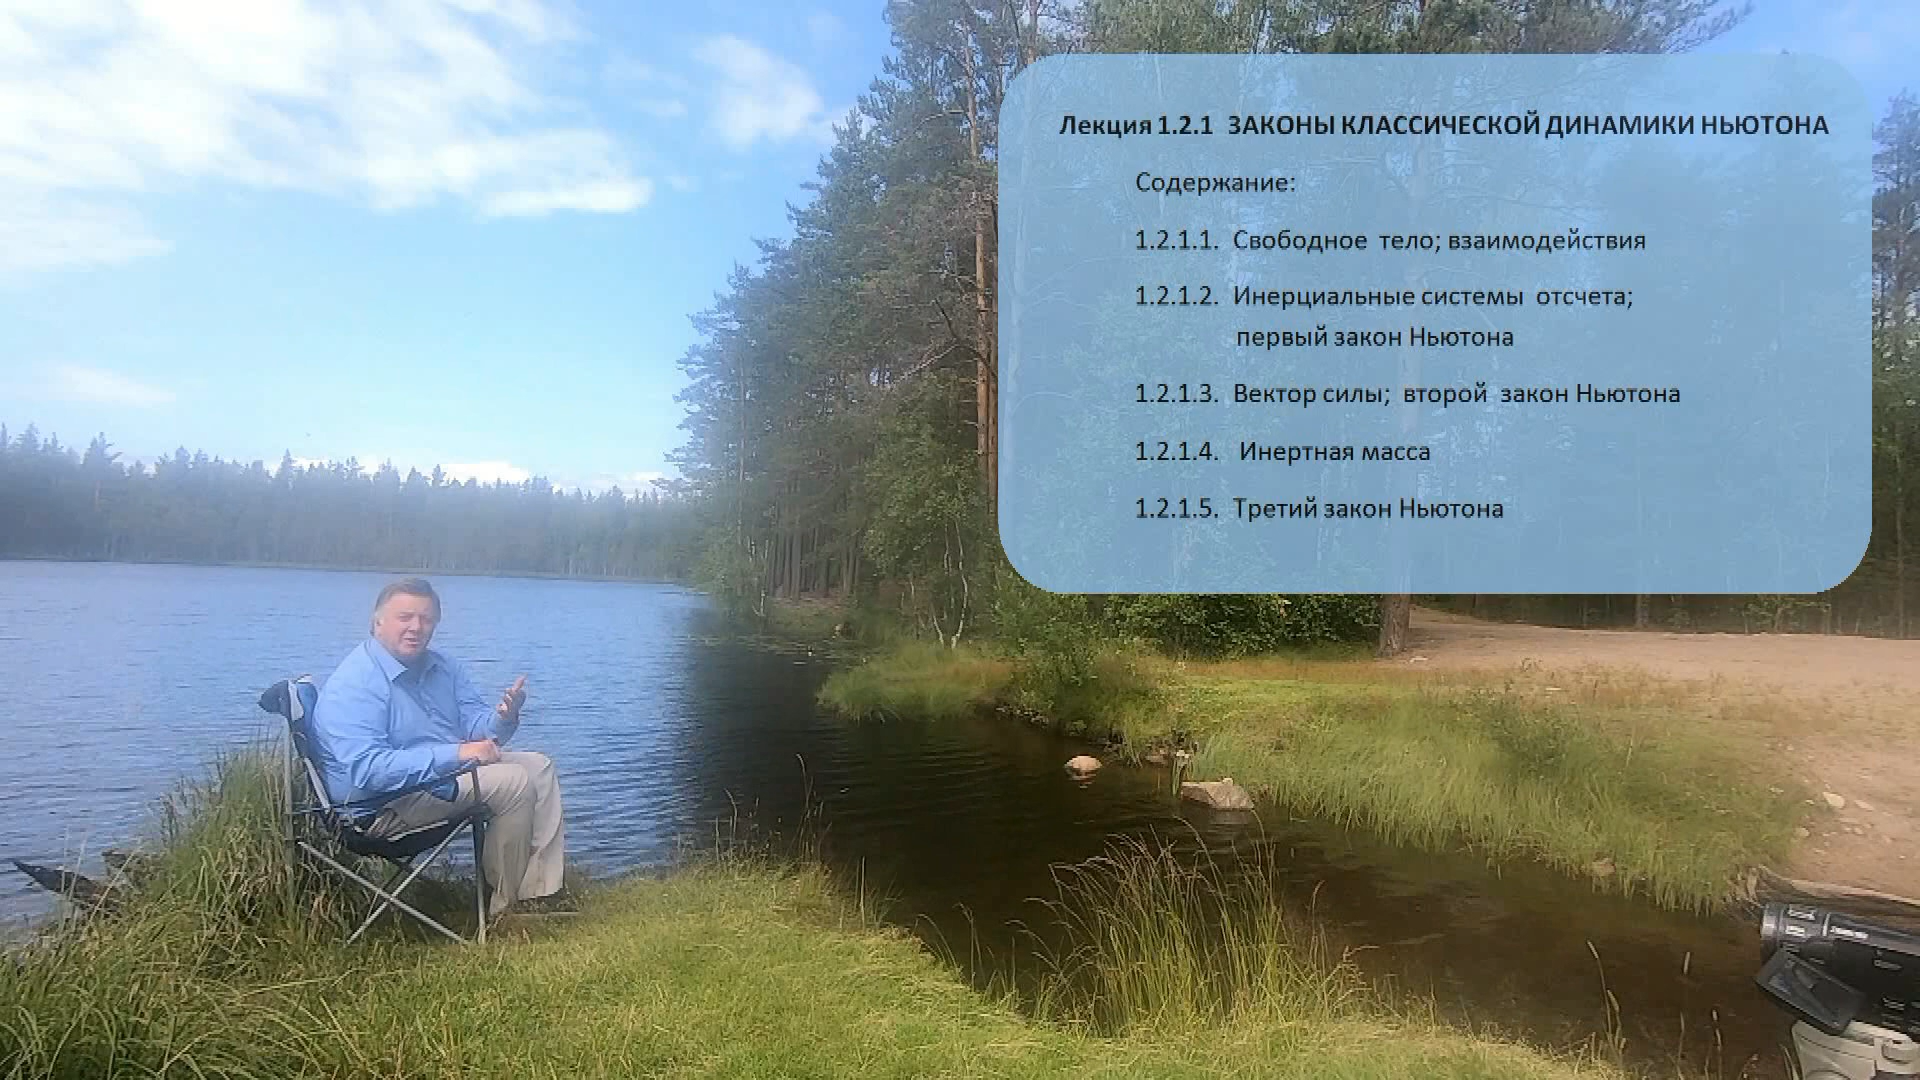 Лекция 1.2.1 ЗАКОНЫ КЛАССИЧЕСКОЙ ДИНАМИКИ НЬЮТОНА
Содержание:
1.2.1.1. Свободное тело; взаимодействия
1.2.1.2. Инерциальные системы отсчета;
первый закон Ньютона
1.2.1.3. Вектор силы; второй закон Ньютона
1.2.1.4. Инертная масса
1.2.1.5. Третий закон Ньютона